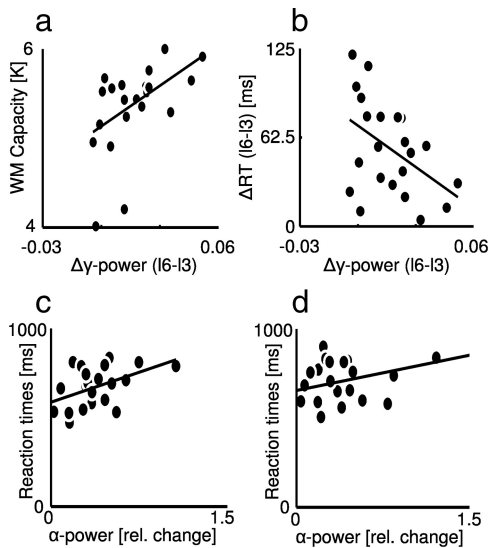 a
b
6
WM Capacity [K]
4
-0.03
0.06
Δγ-power (l6-l3)
125
ΔRT (l6-l3) [ms]
62.5
0
-0.03
0.06
Δγ-power (l6-l3)
c
d
1000
Reaction times [ms]
0
0
1.5
α-power [rel. change]
1000
Reaction times [ms]
0
0
1.5
α-power [rel. change]